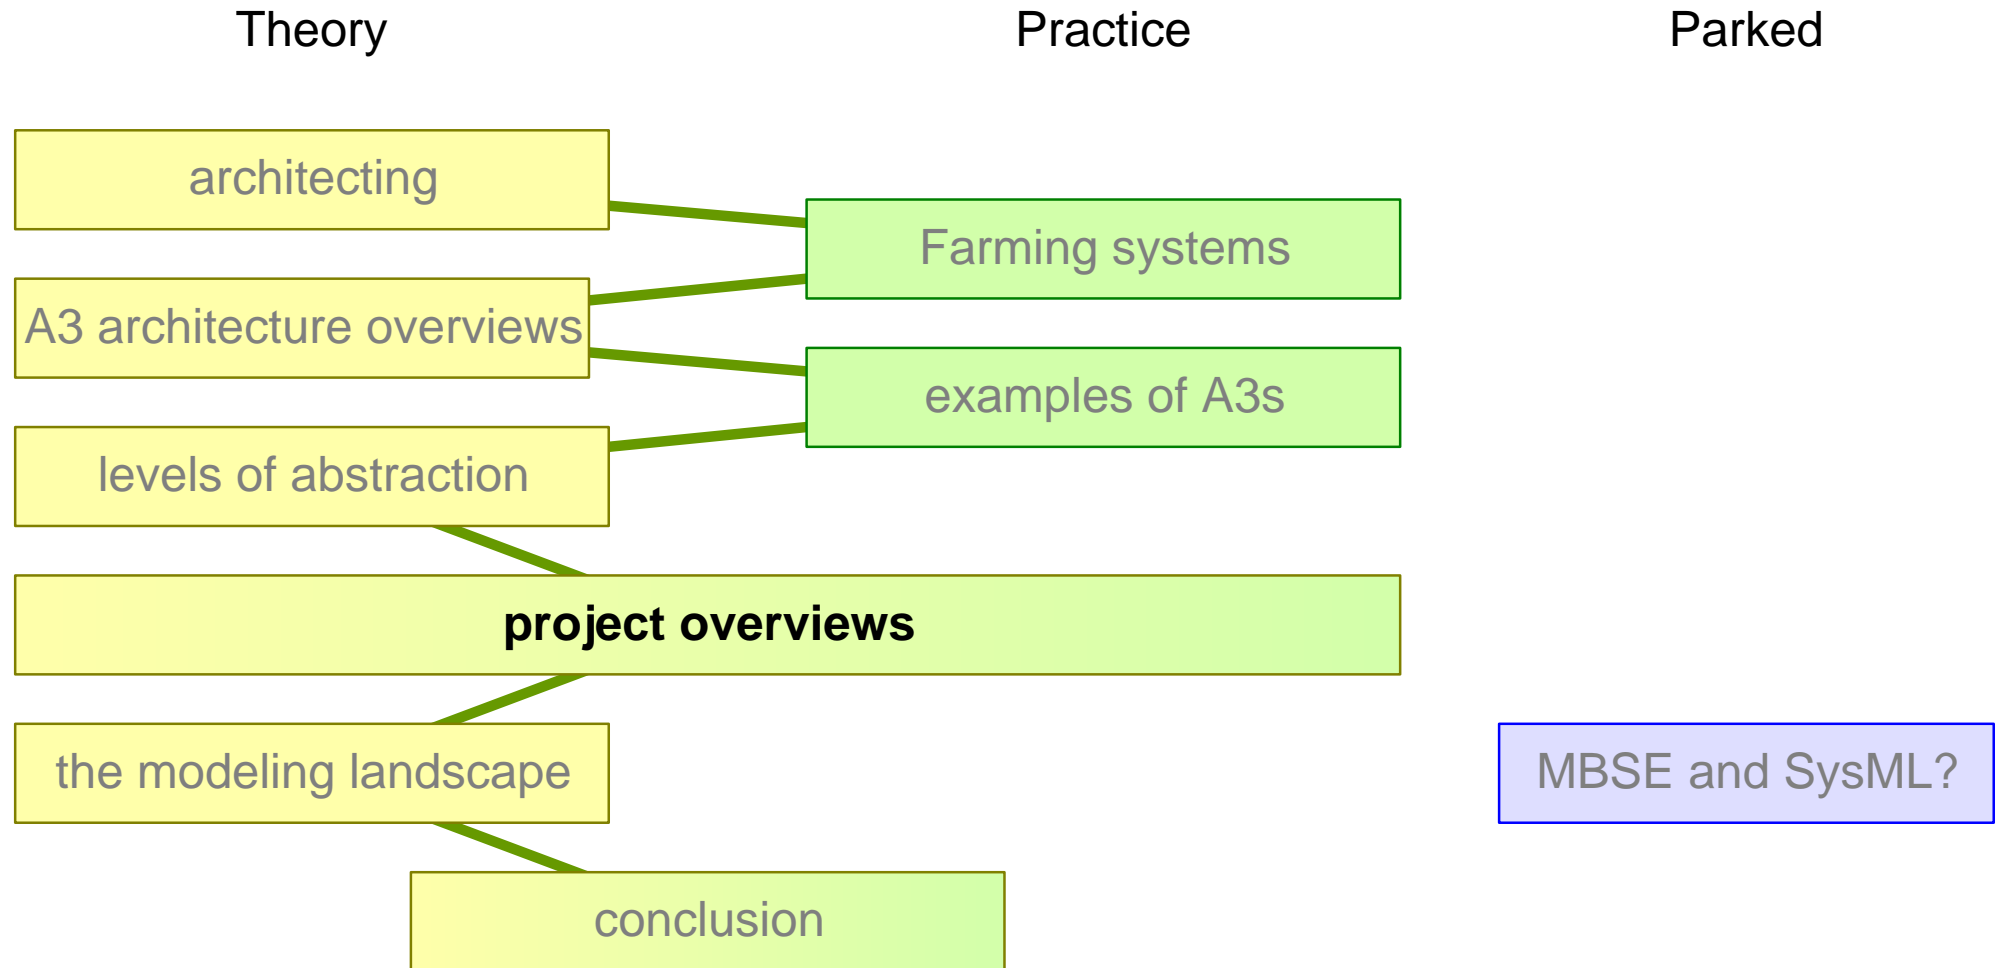 Theory
Practice
Parked
architecting
Farming systems
A3 architecture overviews
examples of A3s
levels of abstraction
project overviews
the modeling landscape
MBSE and SysML?
conclusion